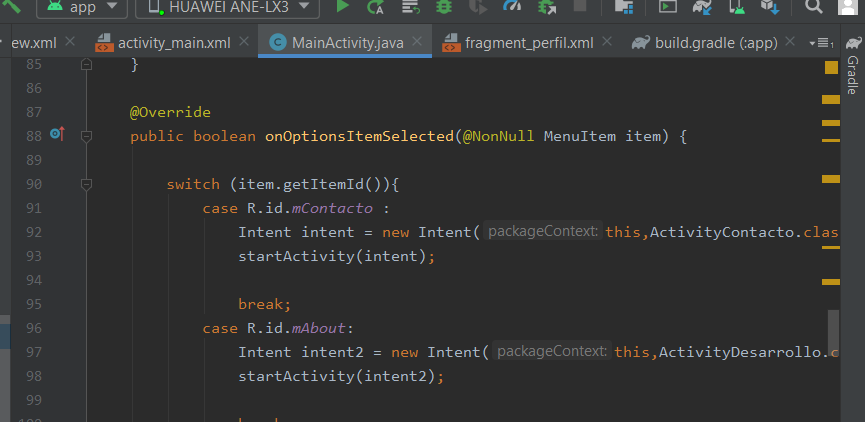 app HUAWEI ANE-LX3
ew.xml activity_main.xml MainActivity.java fragment_perfil.xml build.gradle (:app)
Gradle
85 }
86
87 @Override
88 public boolean onOptionsItemSelected(@NonNull MenuItem item) {
89
90 switch (item.getItemId()){
91 case R.id.mContacto :
92 Intent intent = new Intent( packageContext: this,ActivityContacto.clas
93 startActivity(intent);
94
95 break;
96 case R.id.mAbout:
97 Intent intent2 = new Intent( packageContext: this,ActivityDesarrollo.c
98 startActivity(intent2);
99